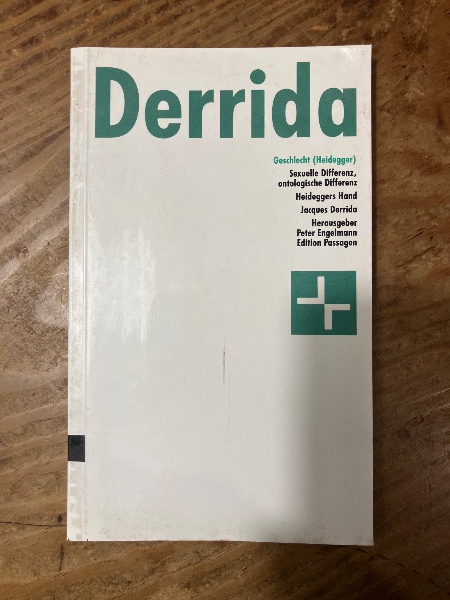 Derrida
Geschlecht (Heidegger)
Sexuelle Differenz,
ontologische Differenz
Heideggers Hand
Jacques Derrida
Herausgeber
Peter Engelmann
Edition Passagen